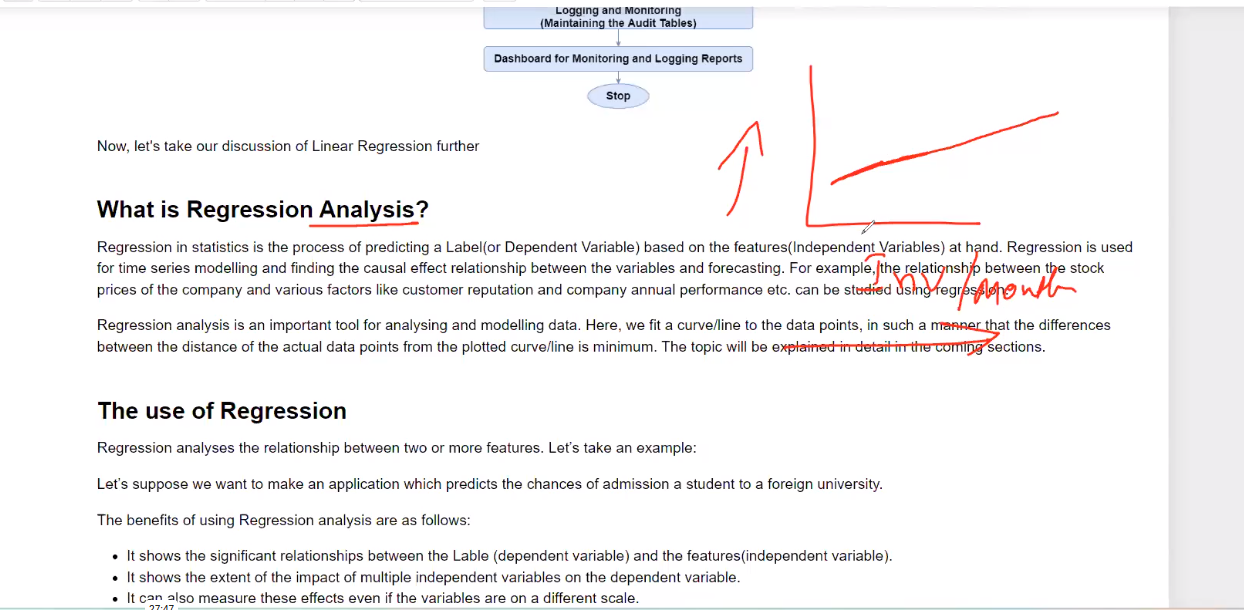 Logging and Monitoring
(Maintaining the Audit Tables)
Dashboard for Monitoring and Logging Reports
Stop
Now, let's take our discussion of Linear Regression further
What is Regression Analysis?
Regression in statistics is the process of predicting a Label(or Dependent Variable) based on the features(Independent Variables) at hand. Regression is used
for time series modelling and finding the causal effect relationship between the variables and forecasting. For example, the relationship between the stock
prices of the company and various factors like customer reputation and company annual performance etc. can be studied using regression.
Inv/month
Regression analysis is an important tool for analysing and modelling data. Here, we fit a curve/line to the data points, in such a manner that the differences
between the distance of the actual data points from the plotted curve/line is minimum. The topic will be explained in detail in the coming sections.
The use of Regression
Regression analyses the relationship between two or more features. Let's take an example:
Let's suppose we want to make an application which predicts the chances of admission a student to a foreign university.
The benefits of using Regression analysis are as follows:
• It shows the significant relationships between the Lable (dependent variable) and the features(independent variable).
• It shows the extent of the impact of multiple independent variables on the dependent variable.
• It can also measure these effects even if the variables are on a different scale.
27:47